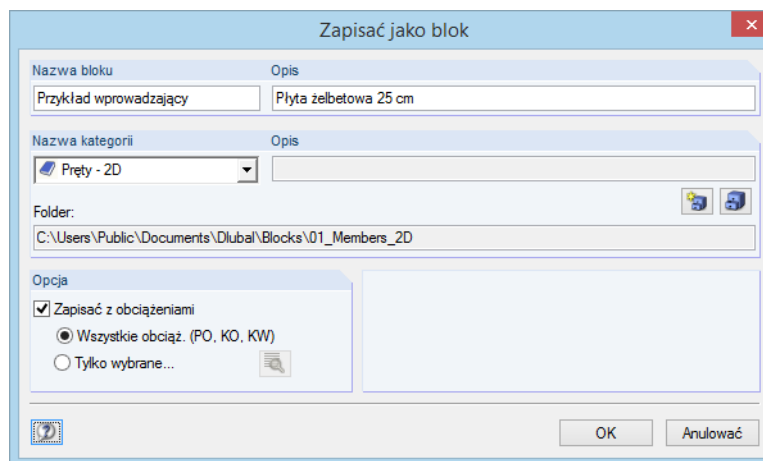 Zapisać jako blok
Nazwa bloku
Opis
Przykład wprowadzający
Płyta żelbetowa 25 cm
Nazwa kategorii
Opis
Pręty - 2D
Folder:
C:\Users\Public\Documents\Dlubal\Blocks\01_Members_2D
Opcja
Zapisać z obciążeniami
Wszystkie obciąż. (PO, KO, KW)
Tylko wybrane...
OK
Anulować